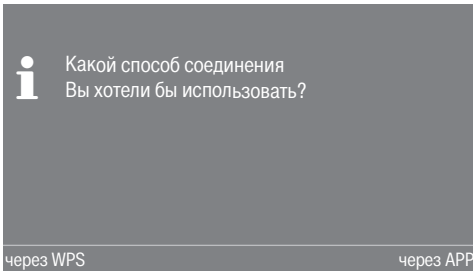 Какой способ соединения
Вы хотели бы использовать?
через WPS
через APP